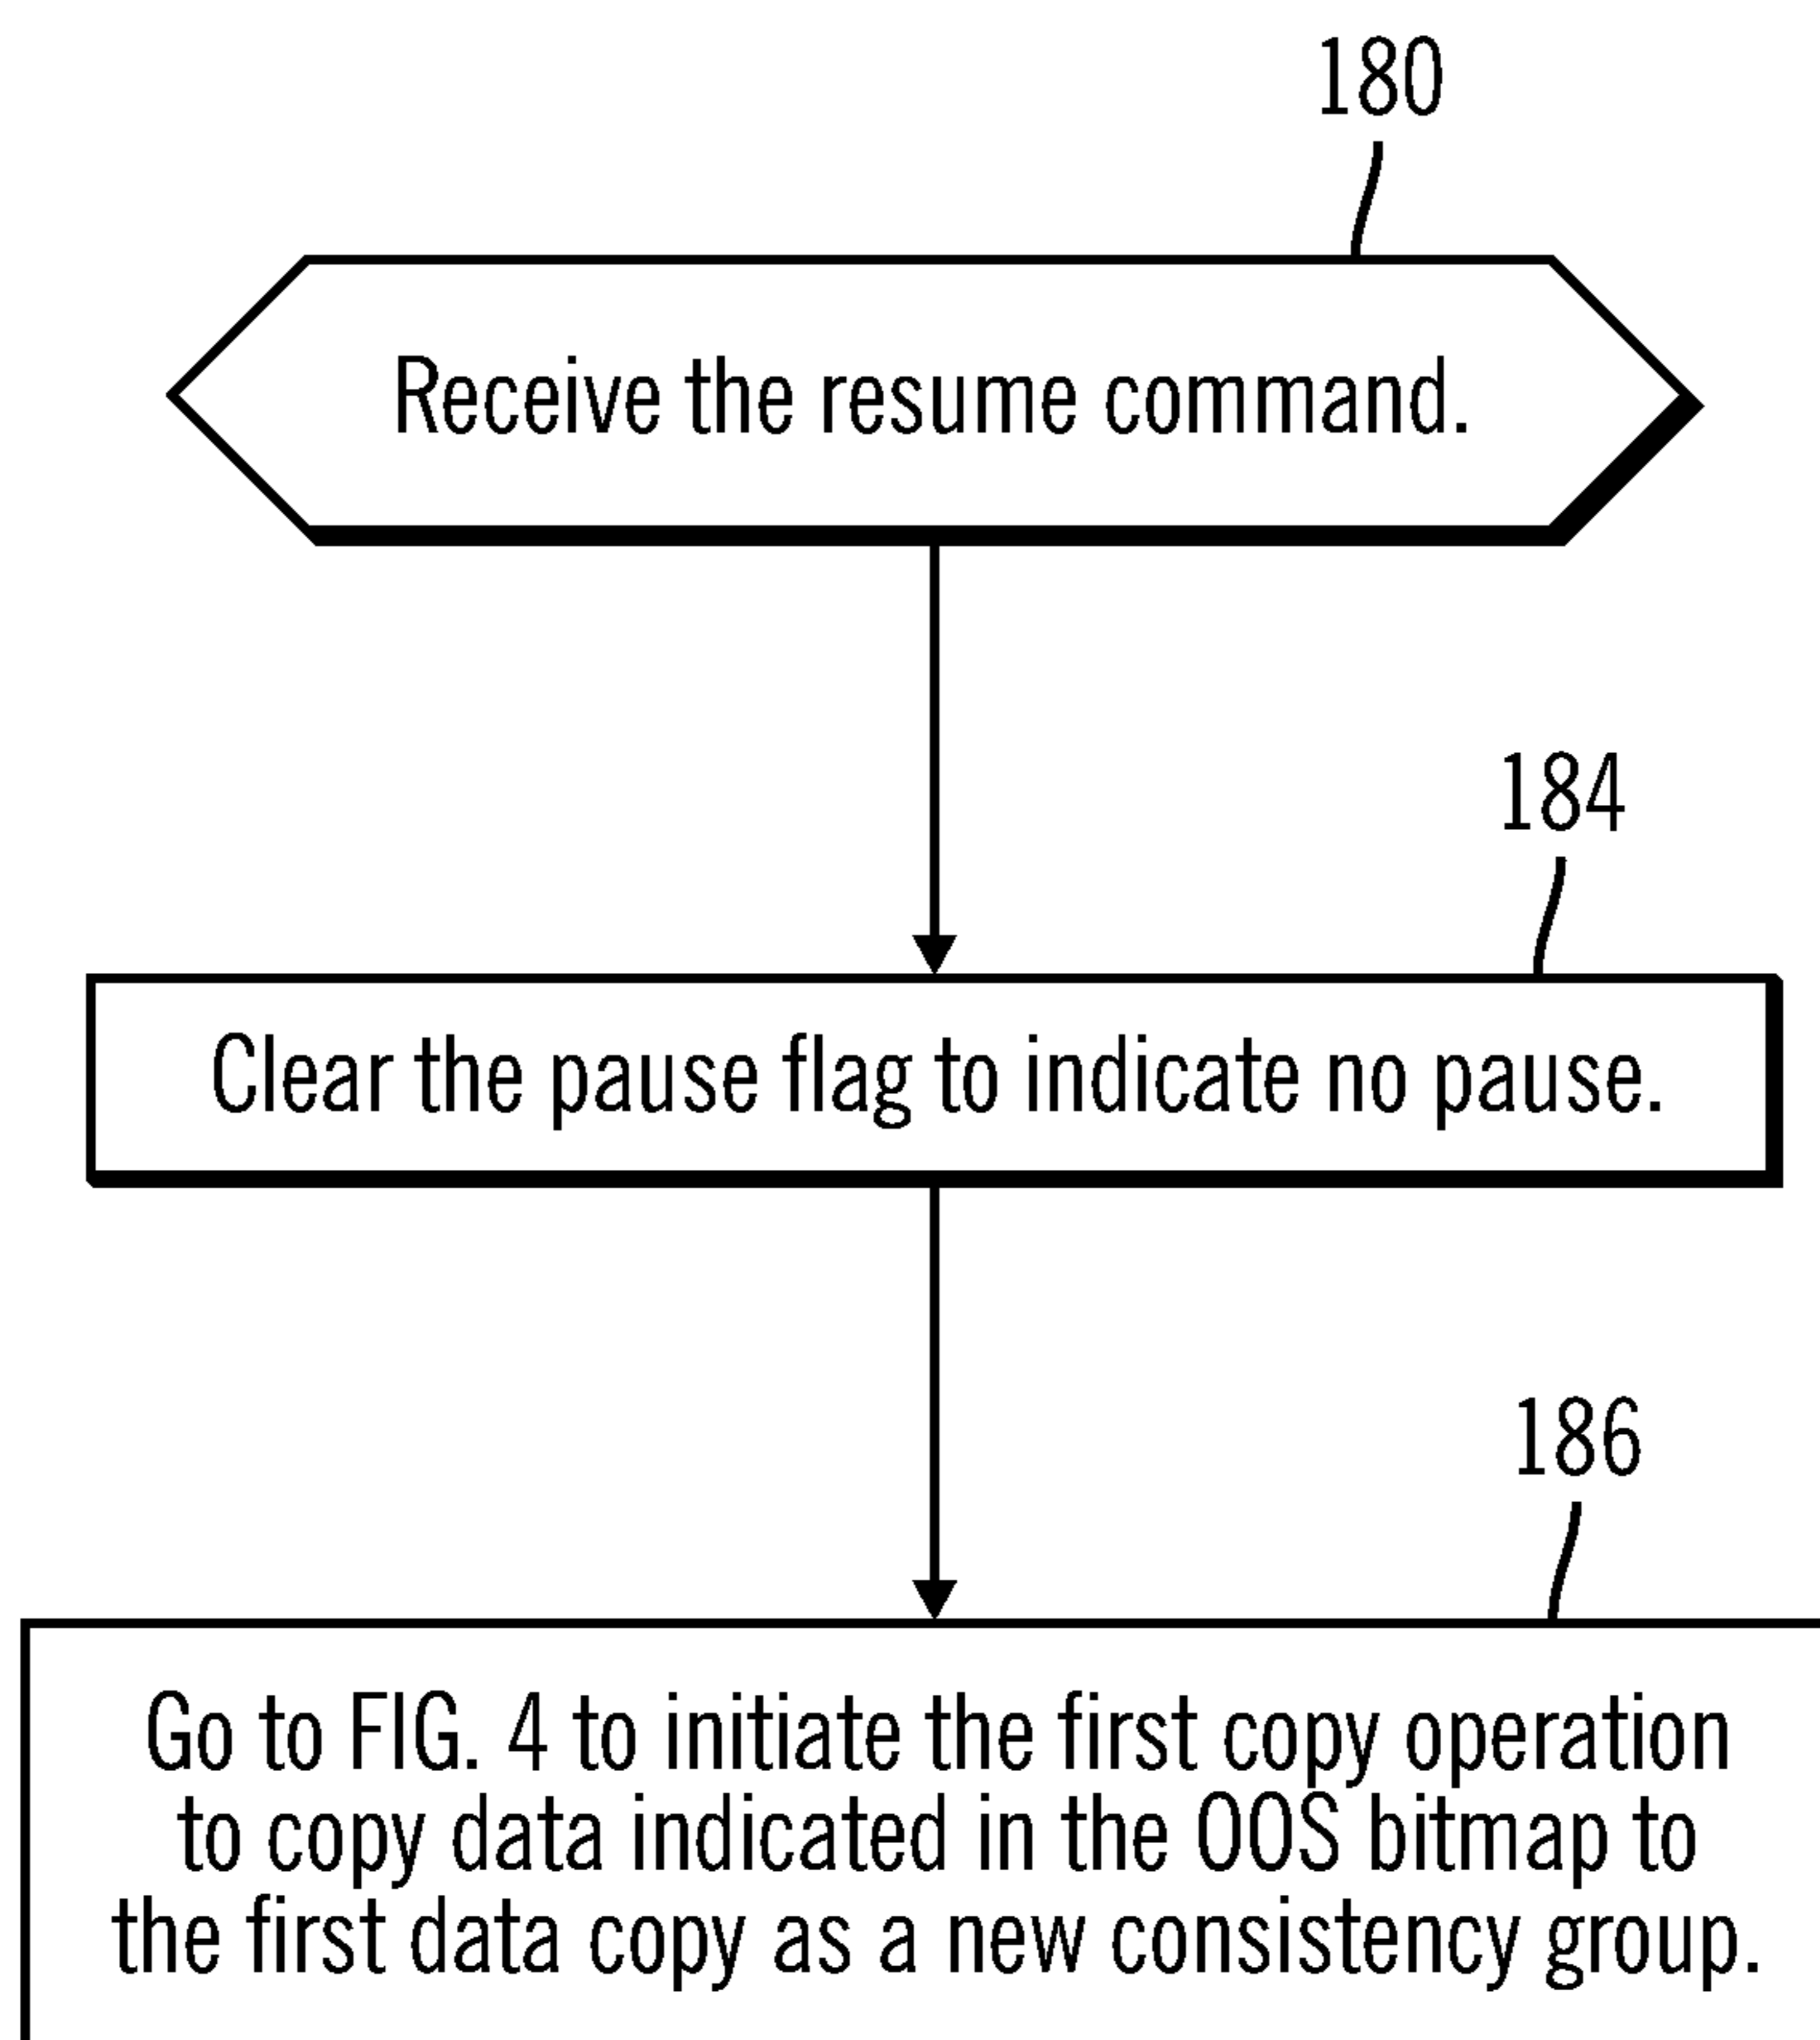 180
Receive the resume command.
184
Clear the pause flag to indicate no pause.
186
Go to FIG. 4 to initiate the first copy operation
to copy data indicated in the OOS bitmap to
the first data copy as a new consistency group.